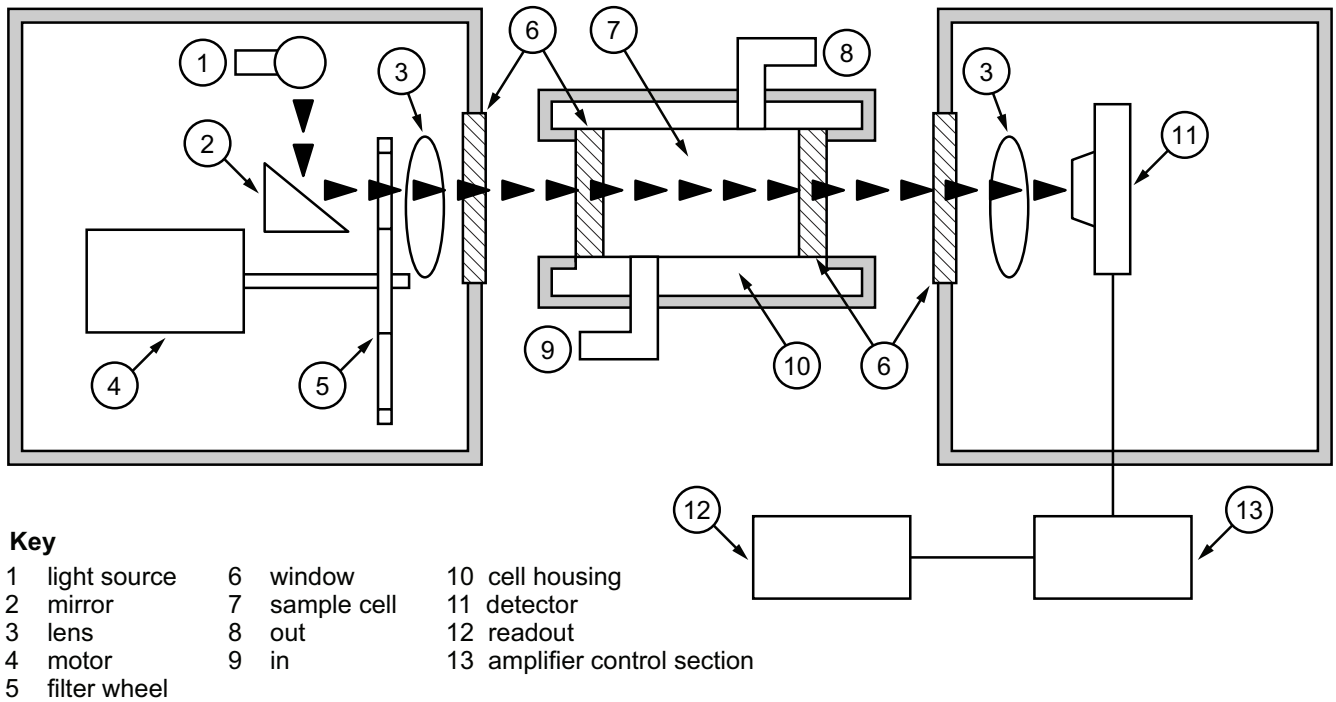 1
3
6
7
8
3
2
11
9
4
5
10
6
12
13
Key
1 light source
2 mirror
3 lens
4 motor
5 filter wheel
6 window
7 sample cell
8 out
9 in
10 cell housing
11 detector
12 readout
13 amplifier control section